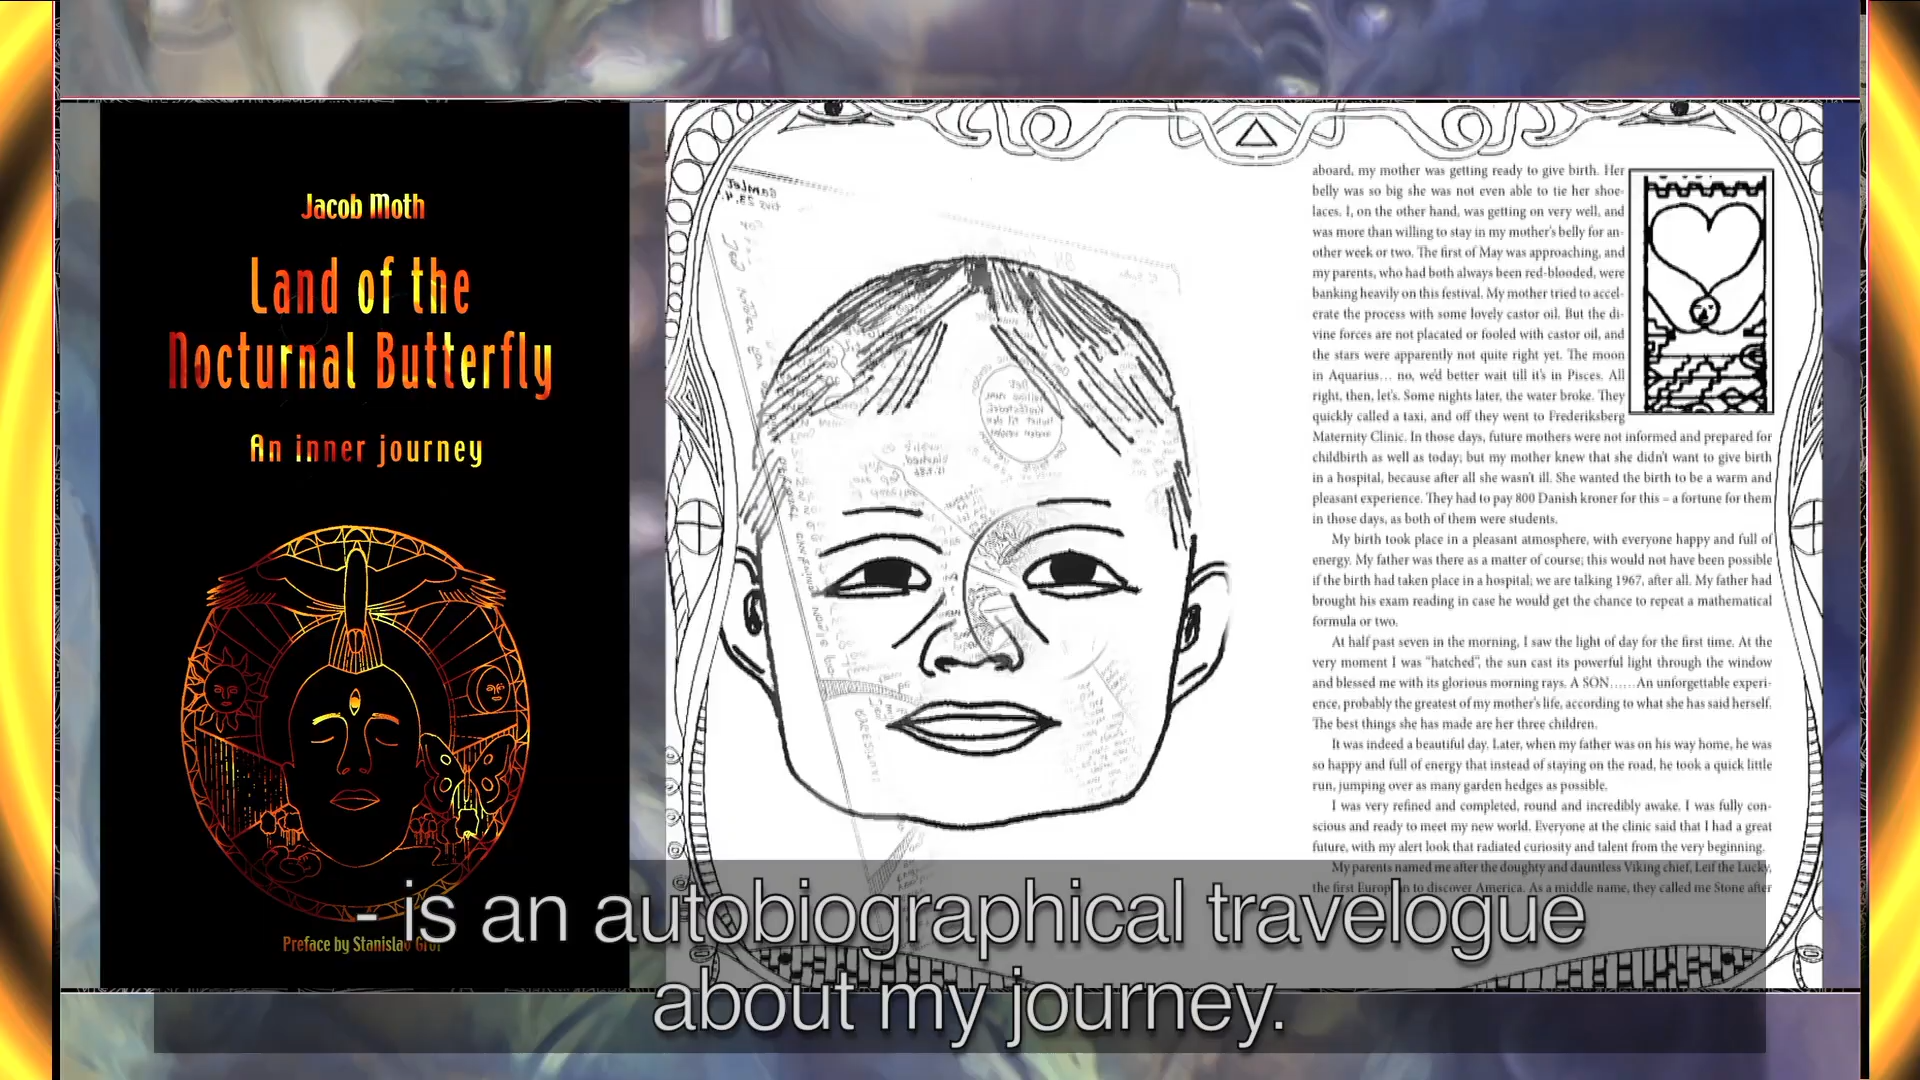 Jacob Moth
Land of the
Nocturnal Butterfly
An inner journey
Preface by Stanislav Grof
aboard, my mother was getting ready to give birth. Her
belly was so big she was not even able to tie her shoe-
laces. I, on the other hand, was getting on very well, and
was more than willing to stay in my mother's belly for an-
other week or two. The first of May was approaching, and
my parents, who had both always been red-blooded, were
banking heavily on this festival. My mother tried to accel-
erate the process with some lovely castor oil. But the di-
vine forces are not placated or fooled with castor oil, and
the stars were apparently not quite right yet. The moon
in Aquarius… no, we'd better wait till it's in Pisces. All
right, then, let's. Some nights later, the water broke. They
quickly called a taxi, and off they went to Frederiksberg
Maternity Clinic. In those days, future mothers were not informed and prepared for
childbirth as well as today; but my mother knew that she didn't want to give birth
in a hospital, because after all she wasn't ill. She wanted the birth to be a warm and
pleasant experience. They had to pay 800 Danish kroner for this – a fortune for them
in those days, as both of them were students.
My birth took place in a pleasant atmosphere, with everyone happy and full of
energy. My father was there as a matter of course; this would not have been possible
if the birth had taken place in a hospital; we are talking 1967, after all. My father had
brought his exam reading in case he would get the chance to repeat a mathematical
formula or two.
At half past seven in the morning, I saw the light of day for the first time. At the
very moment I was "hatched", the sun cast its powerful light through the window
and blessed me with its glorious morning rays. A SON……An unforgettable experi-
ence, probably the greatest of my mother's life, according to what she has said herself.
The best things she has made are her three children.
It was indeed a beautiful day. Later, when my father was on his way home, he was
so happy and full of energy that instead of staying on the road, he took a quick little
run, jumping over as many garden hedges as possible.
I was very refined and completed, round and incredibly awake. I was fully con-
scious and ready to meet my new world. Everyone at the clinic said that I had a great
future, with my alert look that radiated curiosity and talent from the very beginning.
My parents named me after the doughty and dauntless Viking chief, Leif the Lucky,
the first European to discover America. As a middle name, they called me Stone after
- is an autobiographical travelogue
about my journey.